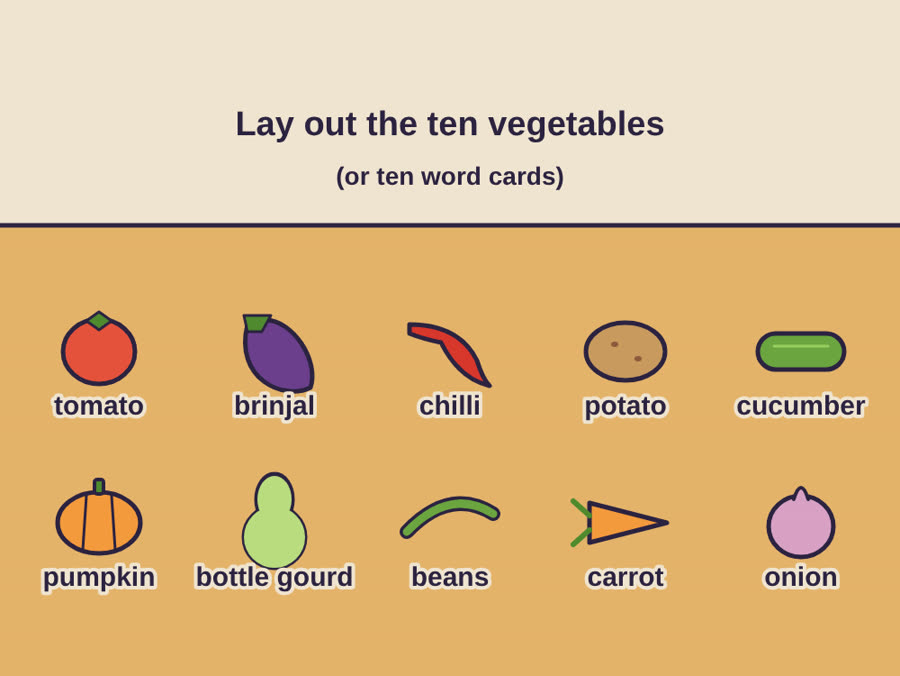 Lay out the ten vegetables
(or ten word cards)
tomato
brinjal
chilli
potato
cucumber
pumpkin
bottle gourd
beans
carrot
onion